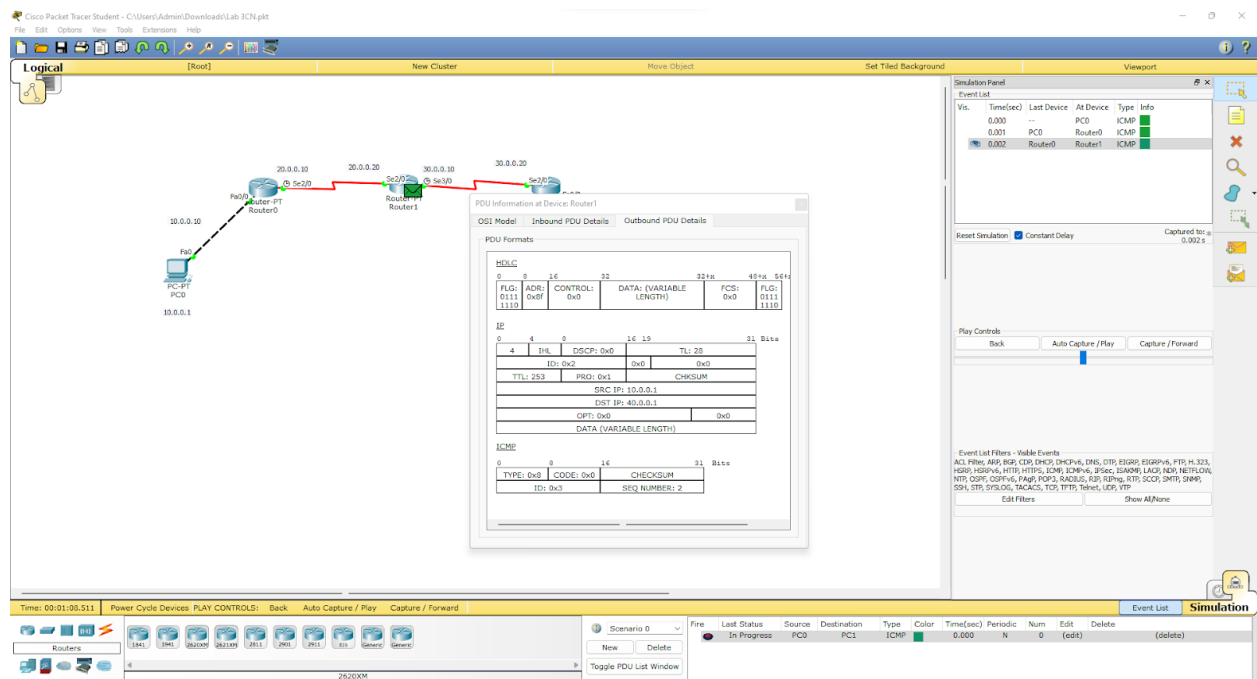 Cisco Packet Tracer Student - C:\Users\Admin\Downloads\Lab 3CN.pkt
File Edit Options View Tools Extensions Help
Logical [Root] New Cluster Move Object Set Tiled Background Viewport
Simulation Panel
Event List
Vis. Time(sec) Last Device At Device Type Info
0.000 -- PC0 ICMP
0.001 PC0 Router0 ICMP
0.002 Router0 Router1 ICMP
Reset Simulation Constant Delay Captured to:
0.002 s
Play Controls
Back Auto Capture / Play Capture / Forward
Event List Filters - Visible Events
ACL Filter, ARP, BGP, CDP, DHCP, DHCPv6, DNS, DTP, EIGRP, EIGRPv6, FTP, H.323,
HSRP, HSRPv6, HTTP, HTTPS, ICMP, ICMPv6, IPSec, ISAKMP, LACP, NDP, NETFLOW,
NTP, OSPF, OSPFv6, PAgP, POP3, RADIUS, RIP, RIPng, RTP, SCCP, SMTP, SNMP,
SSH, STP, SYSLOG, TACACS, TCP, TFTP, Telnet, UDP, VTP
Edit Filters Show All/None
20.0.0.10 20.0.0.20 30.0.0.10 30.0.0.20
Se2/0 Se2/0 Se3/0 Se2/0
Fa0/0
Router0
Router1
10.0.0.10
Fa0
PC-PT
PC0
10.0.0.1
PDU Information at Device: Router1
OSI Model Inbound PDU Details Outbound PDU Details
PDU Formats
HDLC
0 8 16 32 32+x 48+x
FLG: 0111 1110 ADR: 0x8f CONTROL: 0x0 DATA: (VARIABLE LENGTH) FCS: 0x0 FLG: 0111 1110
IP
0 4 8 16 19 31 Bits
4 IHL DSCP: 0x0 TL: 28
ID: 0x2 0x0 0x0
TTL: 253 PRO: 0x1 CHKSUM
SRC IP: 10.0.0.1
DST IP: 40.0.0.1
OPT: 0x0 0x0
DATA (VARIABLE LENGTH)
ICMP
0 8 16 31 Bits
TYPE: 0x8 CODE: 0x0 CHECKSUM
ID: 0x3 SEQ NUMBER: 2
Time: 00:01:08.511 Power Cycle Devices PLAY CONTROLS: Back Auto Capture / Play Capture / Forward Event List Simulation
Routers
1841 1941 2620XM 2621XM 2811 2901 2911 819 Generic Generic
2620XM
Scenario 0
New Delete
Toggle PDU List Window
Fire Last Status Source Destination Type Color Time(sec) Periodic Num Edit Delete
In Progress PC0 PC1 ICMP 0.000 N 0 (edit) (delete)